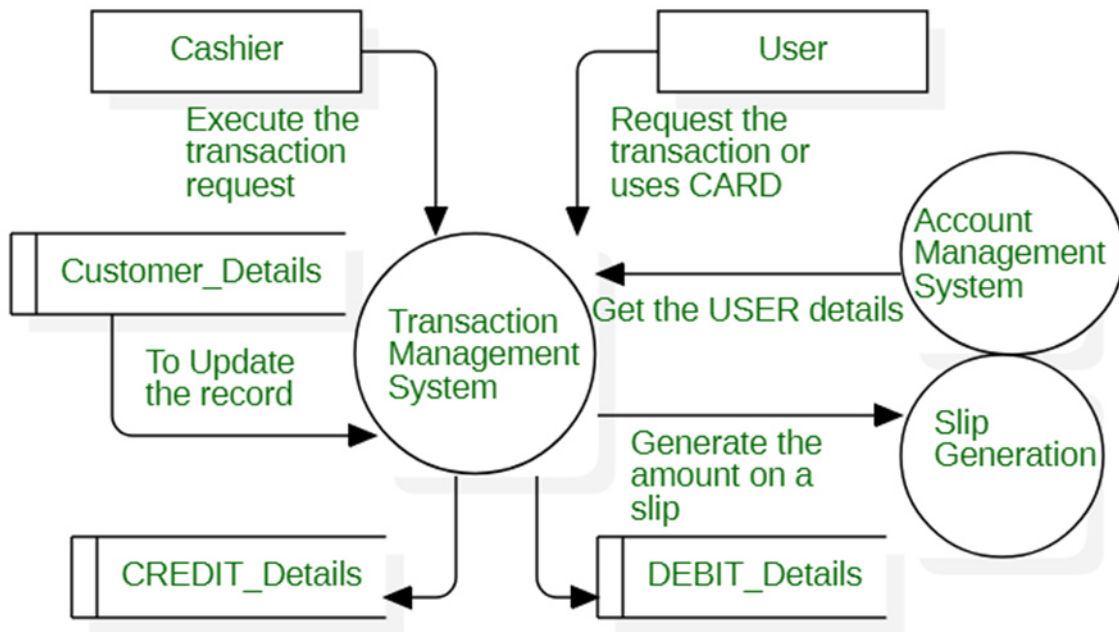 Cashier
User
Execute the
transaction
request
Request the
transaction or
uses CARD
Account
Management
System
Customer_Details
Get the USER details
Transaction
Management
System
To Update
the record
Slip
Generation
Generate the
amount on a
slip
CREDIT_Details
DEBIT_Details